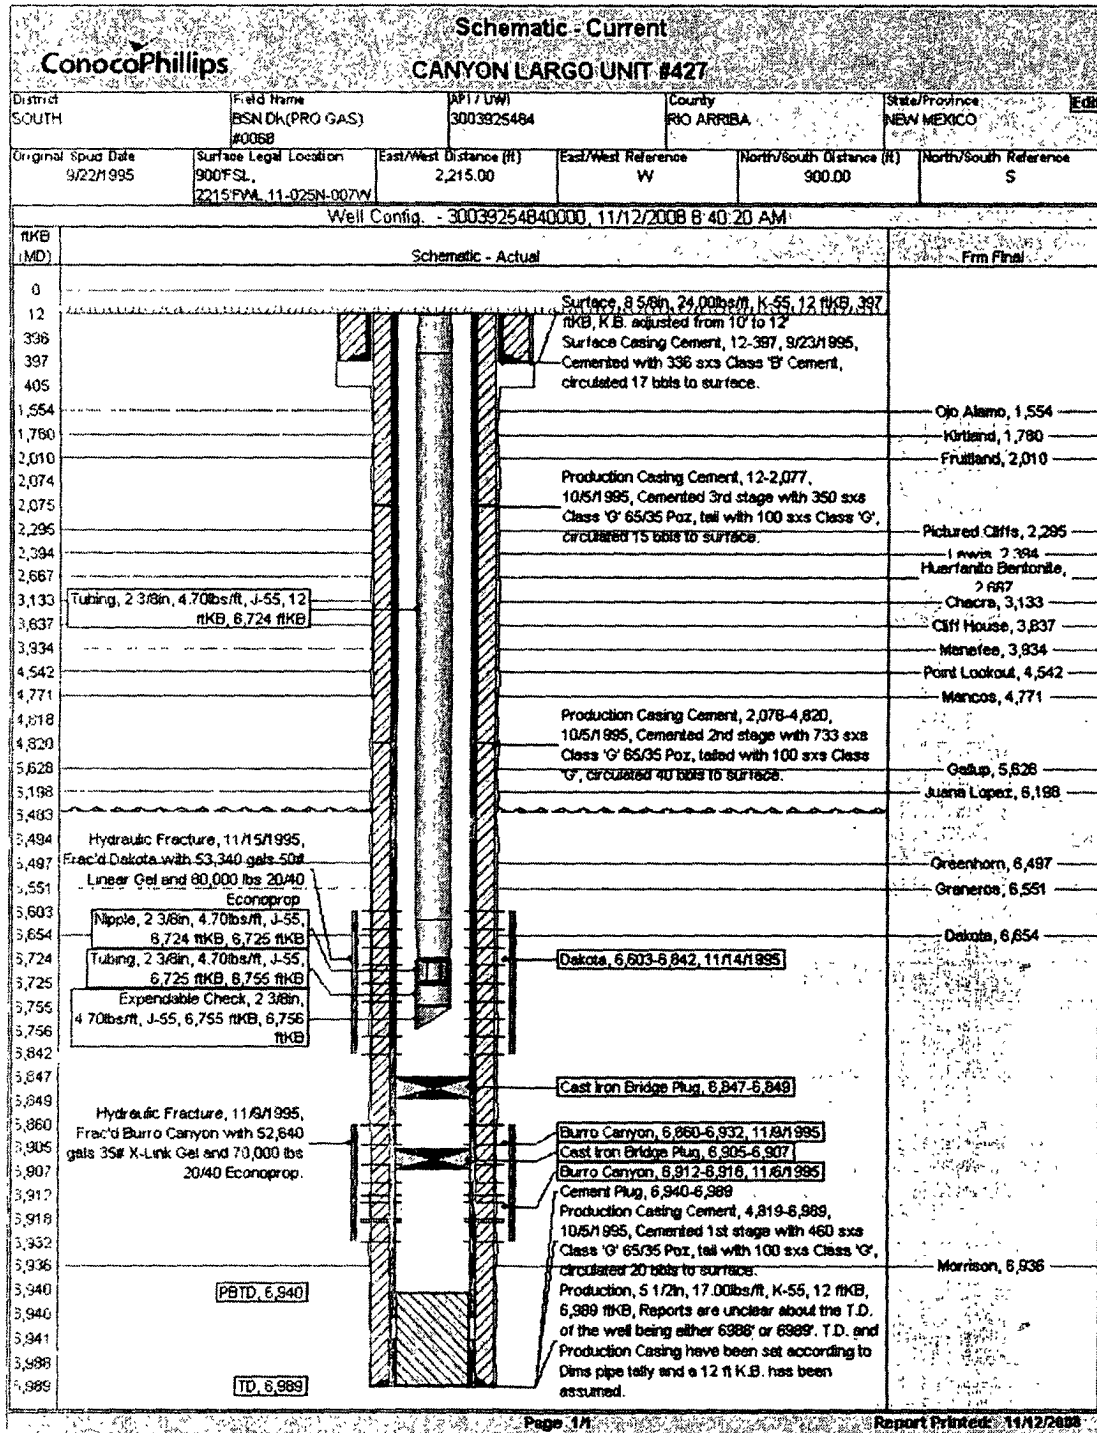 Schematic - Current
ConocoPhillips
CANYON LARGO UNIT #427
District
SOUTH
Field Name
BSN DK(PRO GAS)
#0068
API / UWI
3003925484
County
RIO ARRIBA
State/Province
NEW MEXICO
Edit
Original Spud Date
9/22/1995
Surface Legal Location
900'FSL,
2215'FWL, 11-025N-007W
East/West Distance (ft)
2,215.00
East/West Reference
W
North/South Distance (ft)
900.00
North/South Reference
S
Well Config. - 30039254840000, 11/12/2008 8:40:20 AM
ftKB
(MD)
Schematic - Actual
Frm Final
0
12
396
397
405
1,554
1,780
2,010
2,074
2,075
2,295
2,394
2,667
3,133
3,837
3,934
4,542
4,771
4,818
4,820
5,628
6,198
6,483
6,494
6,497
6,551
6,603
6,654
6,724
6,725
6,755
6,756
6,842
6,847
6,849
6,860
6,905
6,907
6,912
6,918
6,932
6,936
6,940
6,940
6,941
6,988
6,989
Surface, 8 5/8in, 24.00lbs/ft, K-55, 12 ftKB, 397
ftKB, K.B. adjusted from 10' to 12'
Surface Casing Cement, 12-397, 9/23/1995,
Cemented with 336 sxs Class 'B' Cement,
circulated 17 bbls to surface.
Production Casing Cement, 12-2,077,
10/5/1995, Cemented 3rd stage with 350 sxs
Class 'G' 65/35 Poz, tail with 100 sxs Class 'G',
circulated 15 bbls to surface.
Tubing, 2 3/8in, 4.70lbs/ft, J-55, 12
ftKB, 6,724 ftKB
Production Casing Cement, 2,076-4,820,
10/5/1995, Cemented 2nd stage with 733 sxs
Class 'G' 65/35 Poz, tailed with 100 sxs Class
'G', circulated 40 bbls to surface.
Hydraulic Fracture, 11/15/1995,
Frac'd Dakota with 53,340 gals 50#
Linear Gel and 60,000 lbs 20/40
Econoprop
Nipple, 2 3/8in, 4.70lbs/ft, J-55,
6,724 ftKB, 6,725 ftKB
Tubing, 2 3/8in, 4.70lbs/ft, J-55,
6,725 ftKB, 6,755 ftKB
Expendable Check, 2 3/8in,
4 70lbs/ft, J-55, 6,755 ftKB, 6,756
ftKB
Dakota, 6,603-6,842, 11/14/1995
Cast Iron Bridge Plug, 6,847-6,849
Hydraulic Fracture, 11/9/1995,
Frac'd Burro Canyon with 52,640
gals 35# X-Link Gel and 70,000 lbs
20/40 Econoprop.
Burro Canyon, 6,860-6,932, 11/9/1995
Cast Iron Bridge Plug, 6,905-6,907
Burro Canyon, 6,912-6,918, 11/6/1995
Cement Plug, 6,940-6,989
Production Casing Cement, 4,819-6,989,
10/5/1995, Cemented 1st stage with 460 sxs
Class 'G' 65/35 Poz, tail with 100 sxs Class 'G',
circulated 20 bbls to surface.
Production, 5 1/2in, 17.00lbs/ft, K-55, 12 ftKB,
6,989 ftKB, Reports are unclear about the T.D.
of the well being either 6988' or 6989'. T.D. and
Production Casing have been set according to
Dims pipe tally and a 12 ft K.B. has been
assumed.
PBTD, 6,940
TD, 6,989
Ojo Alamo, 1,554
Kirtland, 1,780
Fruitland, 2,010
Pictured Cliffs, 2,295
Lewis, 2,394
Huerfanito Bentonite,
2,667
Chacra, 3,133
Cliff House, 3,837
Menefee, 3,934
Point Lookout, 4,542
Mancos, 4,771
Gallup, 5,628
Juana Lopez, 6,198
Greenhorn, 6,497
Graneros, 6,551
Dakota, 6,654
Morrison, 6,936
Page 1/1
Report Printed: 11/12/2008